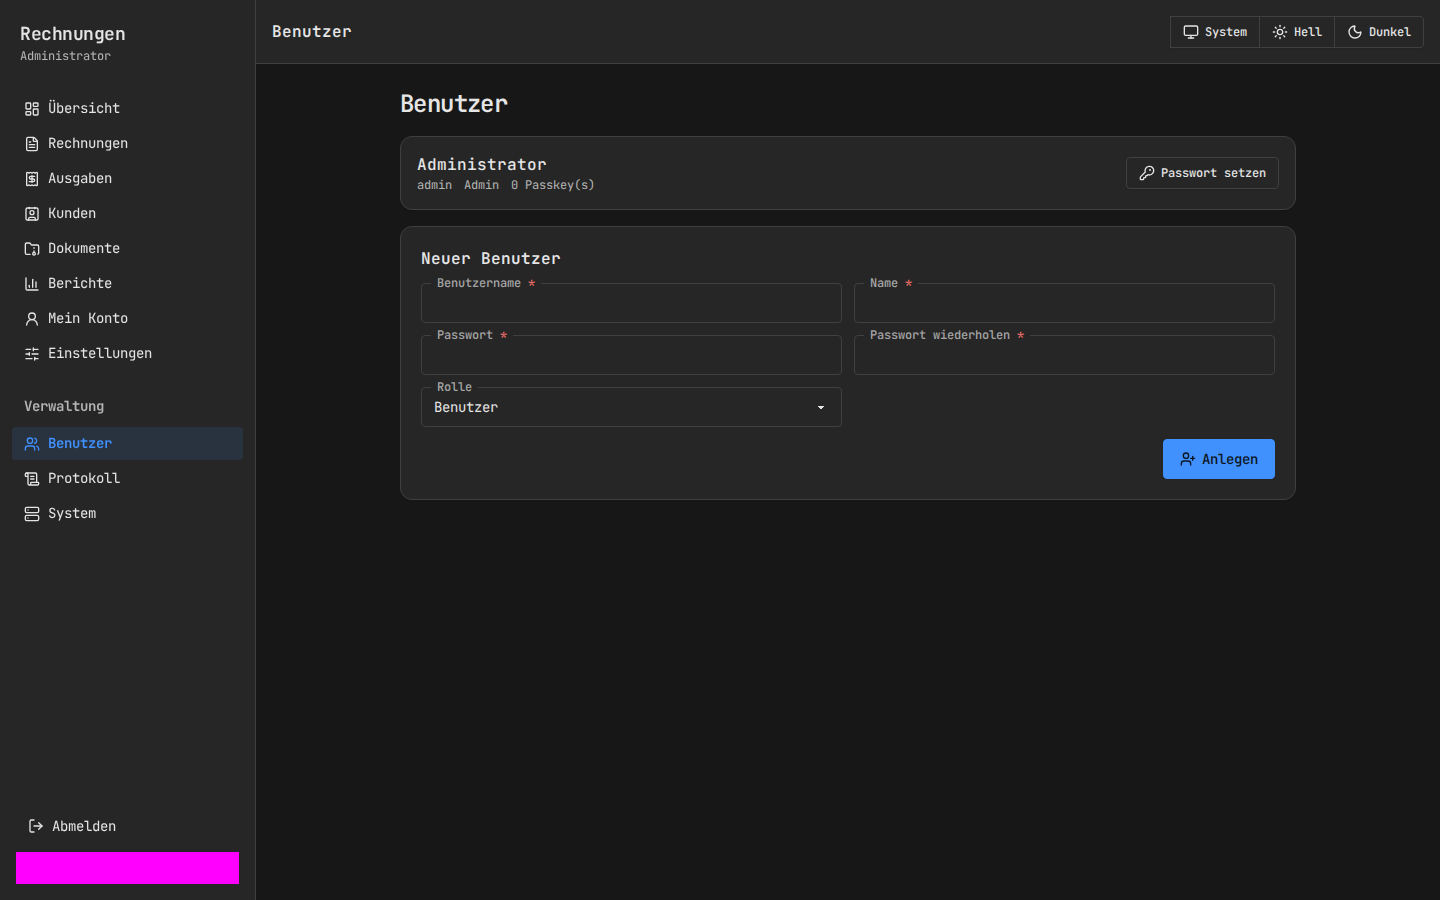 Rechnungen
Administrator
Übersicht
Rechnungen
Ausgaben
Kunden
Dokumente
Berichte
Mein Konto
Einstellungen
Verwaltung
Benutzer
Protokoll
System
Abmelden
Benutzer
System Hell Dunkel
Benutzer
Administrator
admin Admin 0 Passkey(s)
Passwort setzen
Neuer Benutzer
Benutzername * Name *
Passwort * Passwort wiederholen *
Rolle
Benutzer
Anlegen